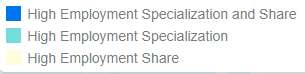 High Employment Specialization and Share
High Employment Specialization
High Employment Share